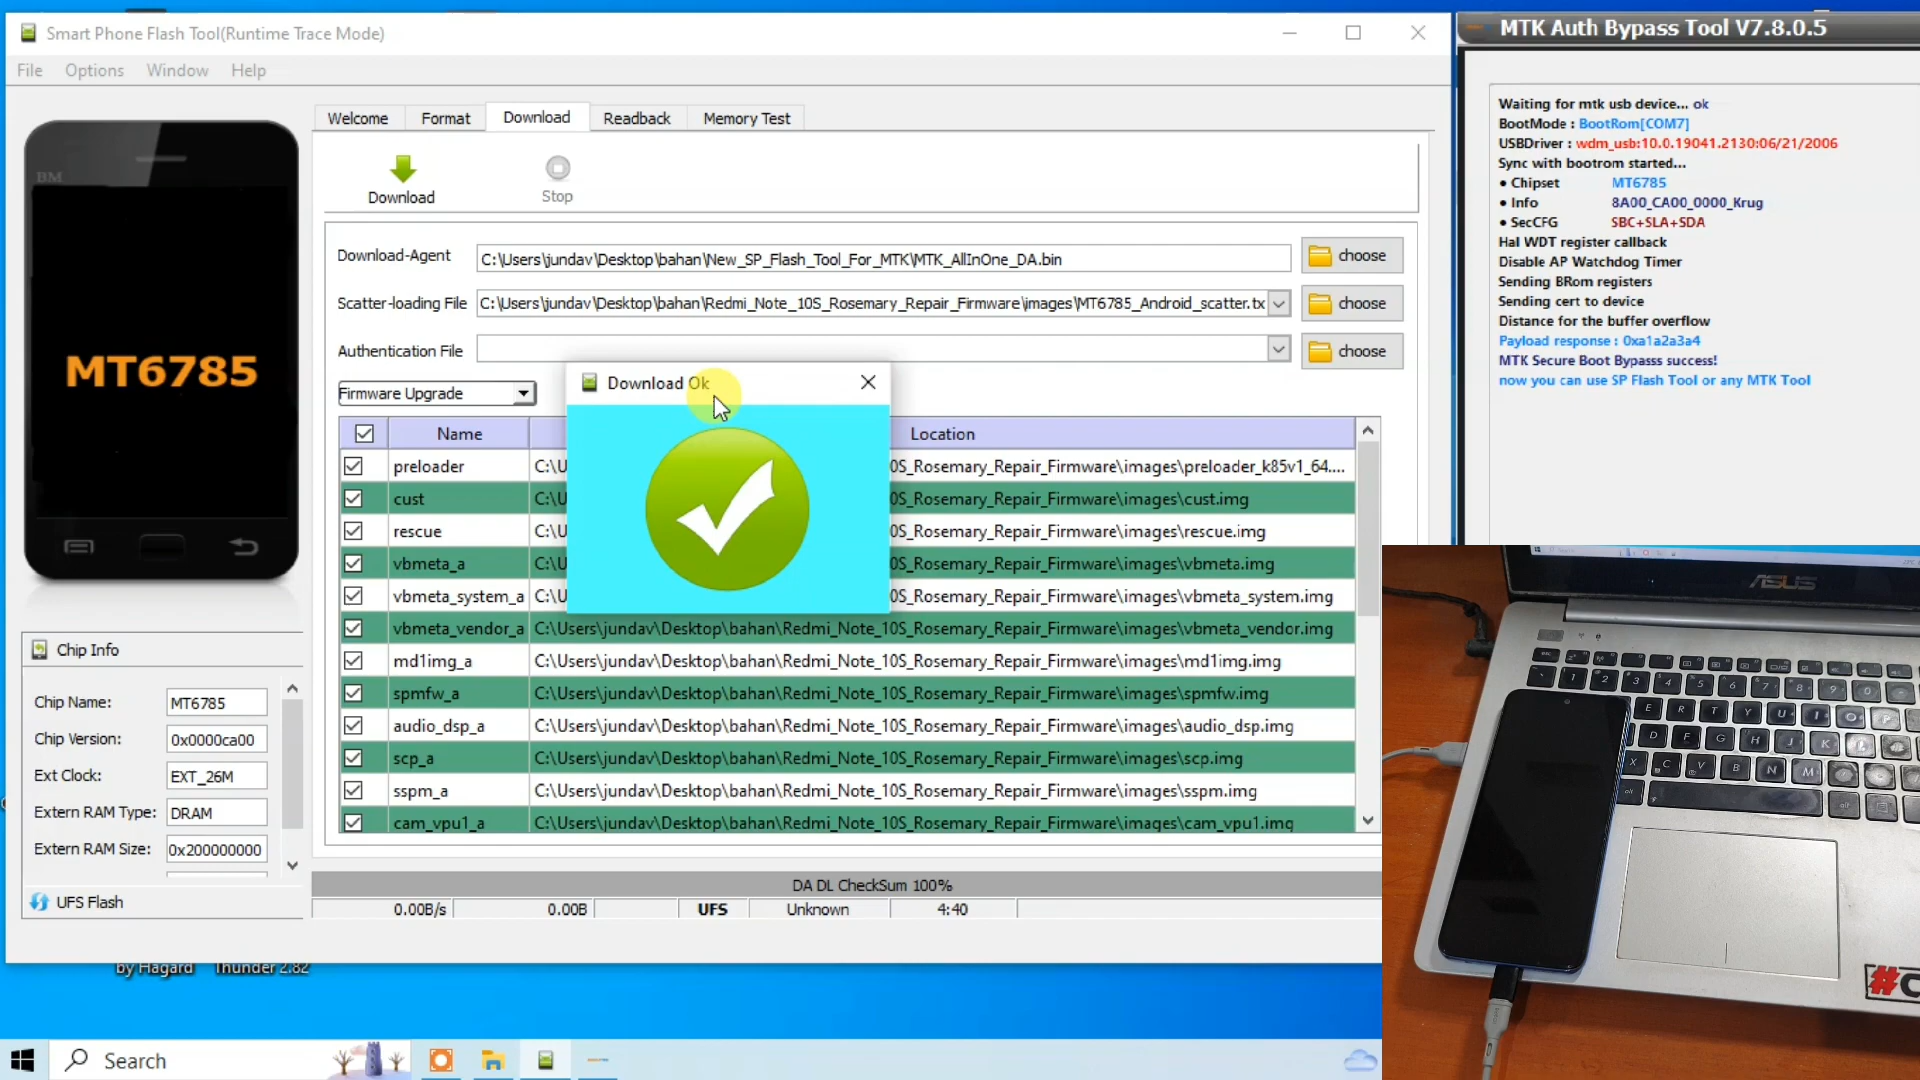 Smart Phone Flash Tool(Runtime Trace Mode)
File Options Window Help
BM
MT6785
Welcome Format Download Readback Memory Test
Download Stop
Download-Agent C:\Users\jundav\Desktop\bahan\New_SP_Flash_Tool_For_MTK\MTK_AllInOne_DA.bin choose
Scatter-loading File C:\Users\jundav\Desktop\bahan\Redmi_Note_10S_Rosemary_Repair_Firmware\images\MT6785_Android_scatter.tx choose
Authentication File choose
Firmware Upgrade
Download Ok
Name Location
preloader C:\U 0S_Rosemary_Repair_Firmware\images\preloader_k85v1_64....
cust C:\U 0S_Rosemary_Repair_Firmware\images\cust.img
rescue C:\U 0S_Rosemary_Repair_Firmware\images\rescue.img
vbmeta_a C:\U 0S_Rosemary_Repair_Firmware\images\vbmeta.img
vbmeta_system_a C:\U 0S_Rosemary_Repair_Firmware\images\vbmeta_system.img
vbmeta_vendor_a C:\Users\jundav\Desktop\bahan\Redmi_Note_10S_Rosemary_Repair_Firmware\images\vbmeta_vendor.img
md1img_a C:\Users\jundav\Desktop\bahan\Redmi_Note_10S_Rosemary_Repair_Firmware\images\md1img.img
spmfw_a C:\Users\jundav\Desktop\bahan\Redmi_Note_10S_Rosemary_Repair_Firmware\images\spmfw.img
audio_dsp_a C:\Users\jundav\Desktop\bahan\Redmi_Note_10S_Rosemary_Repair_Firmware\images\audio_dsp.img
scp_a C:\Users\jundav\Desktop\bahan\Redmi_Note_10S_Rosemary_Repair_Firmware\images\scp.img
sspm_a C:\Users\jundav\Desktop\bahan\Redmi_Note_10S_Rosemary_Repair_Firmware\images\sspm.img
cam_vpu1_a C:\Users\jundav\Desktop\bahan\Redmi_Note_10S_Rosemary_Repair_Firmware\images\cam_vpu1.img
Chip Info
Chip Name: MT6785
Chip Version: 0x0000ca00
Ext Clock: EXT_26M
Extern RAM Type: DRAM
Extern RAM Size: 0x200000000
UFS Flash
DA DL CheckSum 100%
0.00B/s 0.00B UFS Unknown 4:40
by Hagard Thunder 2.82
Search
MTK Auth Bypass Tool V7.8.0.5
Waiting for mtk usb device... ok
BootMode : BootRom[COM7]
USBDriver : wdm_usb:10.0.19041.2130:06/21/2006
Sync with bootrom started...
• Chipset MT6785
• Info 8A00_CA00_0000_Krug
• SecCFG SBC+SLA+SDA
Hal WDT register callback
Disable AP Watchdog Timer
Sending BRom registers
Sending cert to device
Distance for the buffer overflow
Payload response : 0xa1a2a3a4
MTK Secure Boot Bypasss success!
now you can use SP Flash Tool or any MTK Tool
ASUS
#C